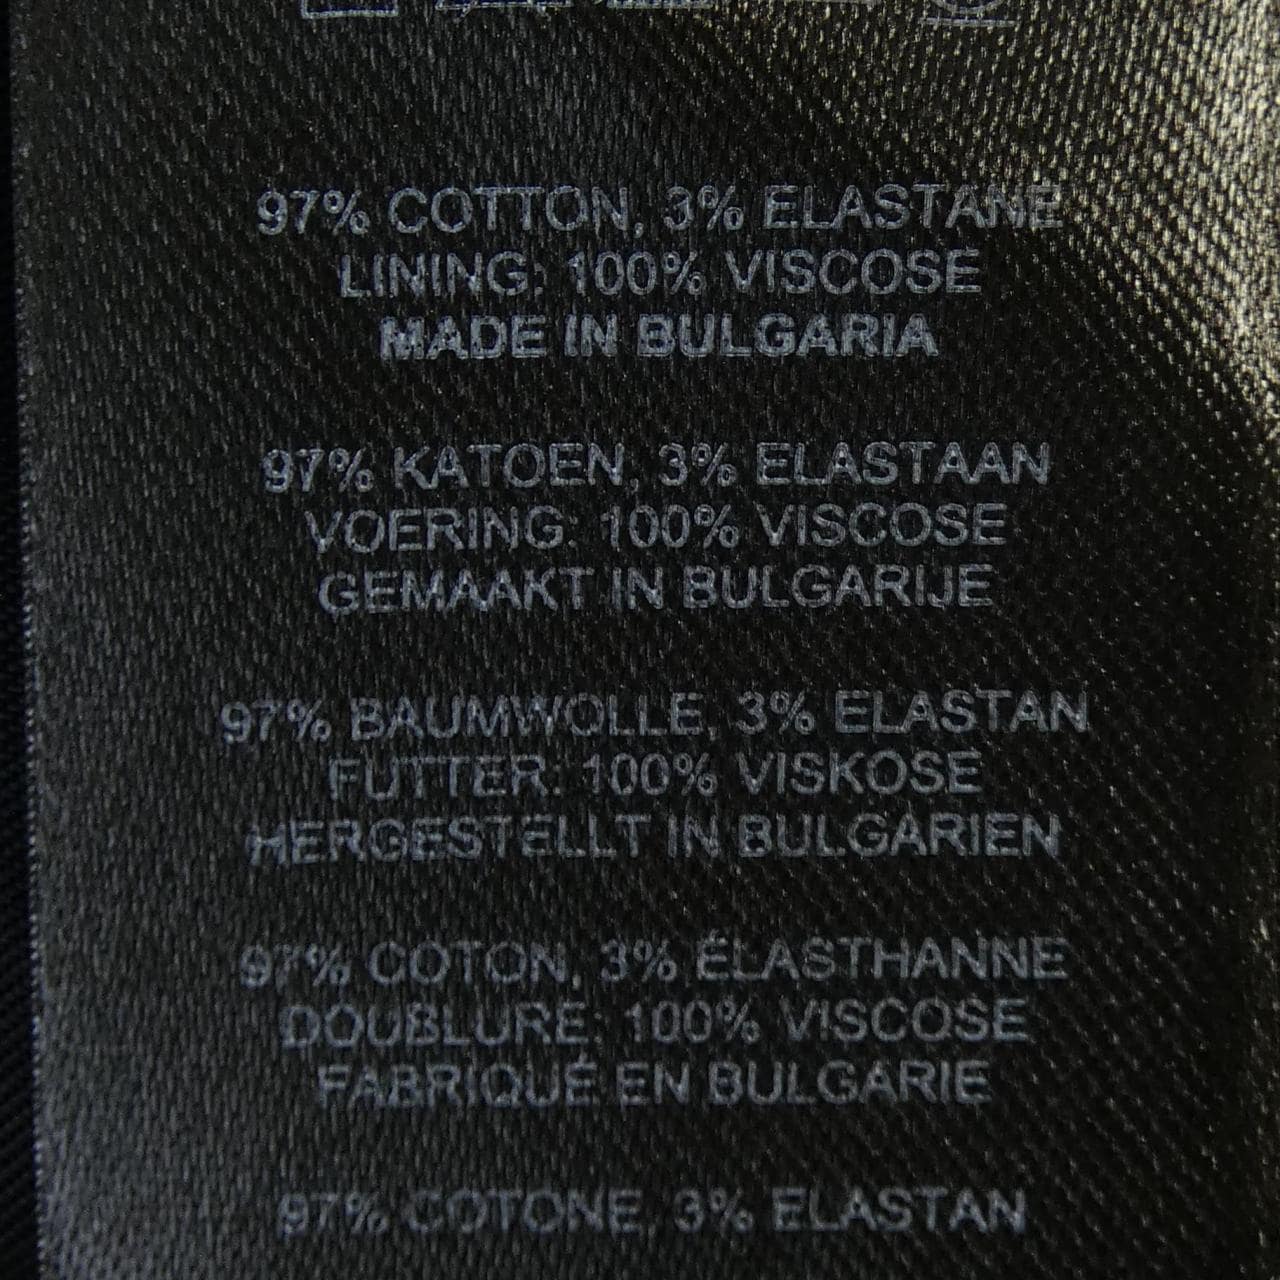 97% COTTON, 3% ELASTANE
LINING: 100% VISCOSE
MADE IN BULGARIA
97% KATOEN, 3% ELASTAAN
VOERING: 100% VISCOSE
GEMAAKT IN BULGARIJE
97% BAUMWOLLE, 3% ELASTAN
FUTTER: 100% VISKOSE
HERGESTELLT IN BULGARIEN
97% COTON, 3% ÉLASTHANNE
DOUBLURE: 100% VISCOSE
FABRIQUÉ EN BULGARIE
97% COTONE, 3% ELASTAN